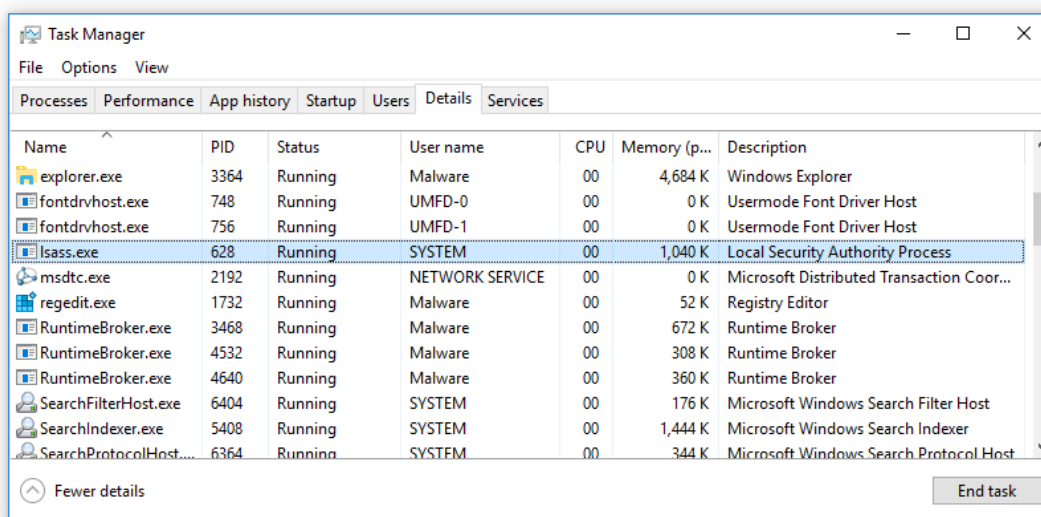 Task Manager
File Options View
Processes Performance App history Startup Users Details Services
Name PID Status User name CPU Memory (p... Description
explorer.exe 3364 Running Malware 00 4,684 K Windows Explorer
fontdrvhost.exe 748 Running UMFD-0 00 0 K Usermode Font Driver Host
fontdrvhost.exe 756 Running UMFD-1 00 0 K Usermode Font Driver Host
lsass.exe 628 Running SYSTEM 00 1,040 K Local Security Authority Process
msdtc.exe 2192 Running NETWORK SERVICE 00 0 K Microsoft Distributed Transaction Coor...
regedit.exe 1732 Running Malware 00 52 K Registry Editor
RuntimeBroker.exe 3468 Running Malware 00 672 K Runtime Broker
RuntimeBroker.exe 4532 Running Malware 00 308 K Runtime Broker
RuntimeBroker.exe 4640 Running Malware 00 360 K Runtime Broker
SearchFilterHost.exe 6404 Running SYSTEM 00 176 K Microsoft Windows Search Filter Host
SearchIndexer.exe 5408 Running SYSTEM 00 1,444 K Microsoft Windows Search Indexer
SearchProtocolHost.... 6364 Running SYSTEM 00 344 K Microsoft Windows Search Protocol Host
Fewer details End task